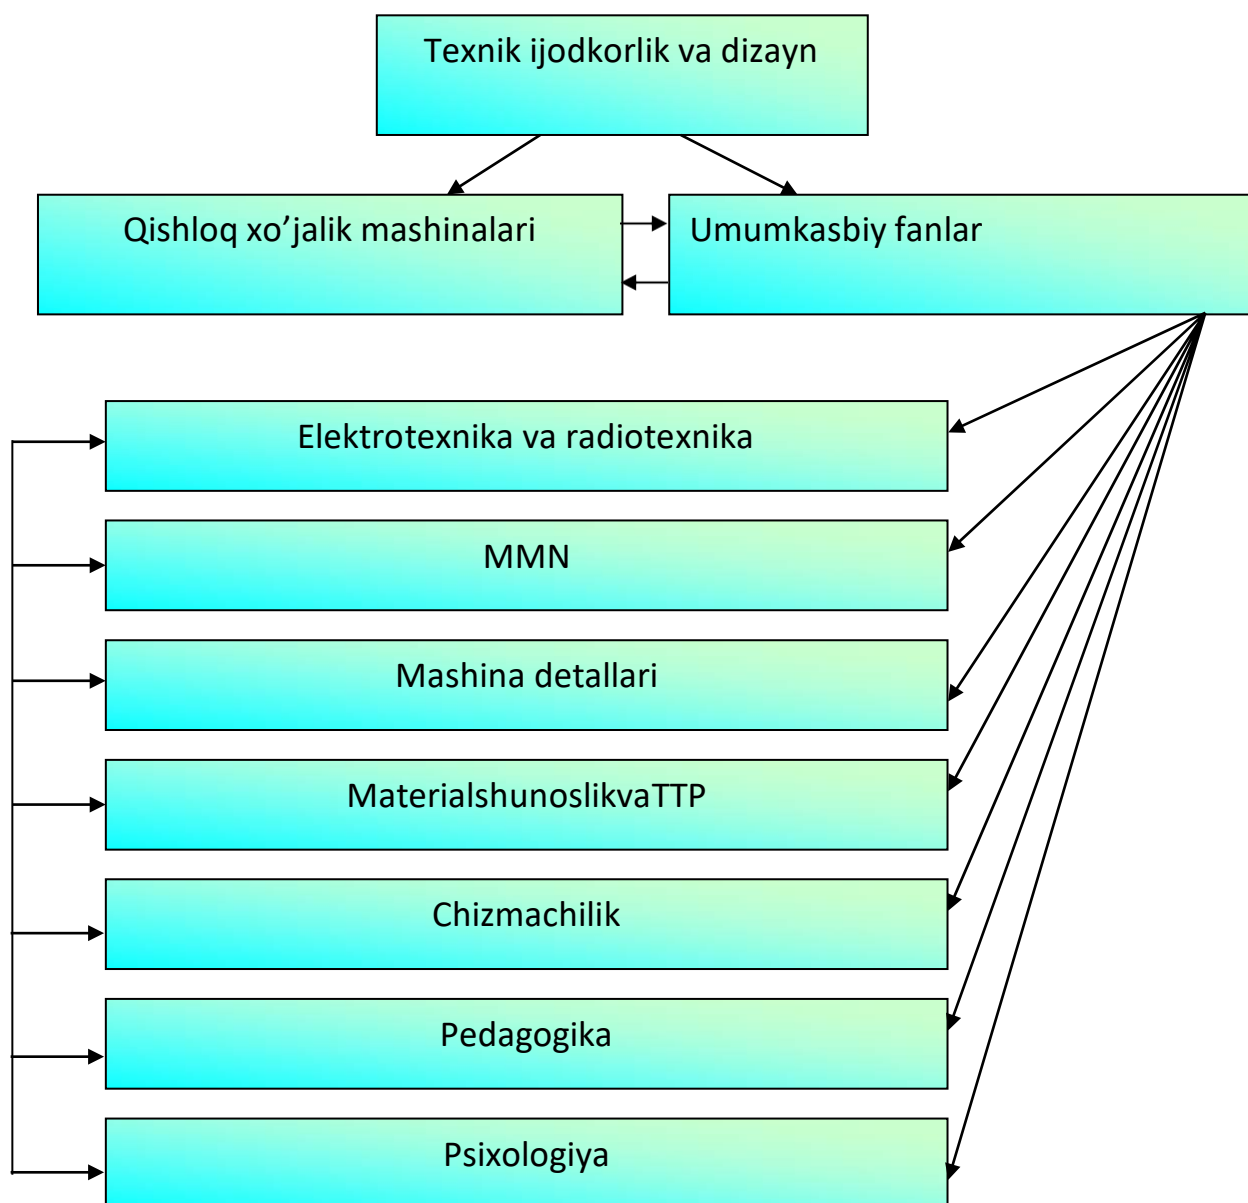 Texnik ijodkorlik va dizayn
Qishloq xo’jalik mashinalari
Umumkasbiy fanlar
Elektrotexnika va radiotexnika
MMN
Mashina detallari
MaterialshunoslikvaTTP
Chizmachilik
Pedagogika
Psixologiya